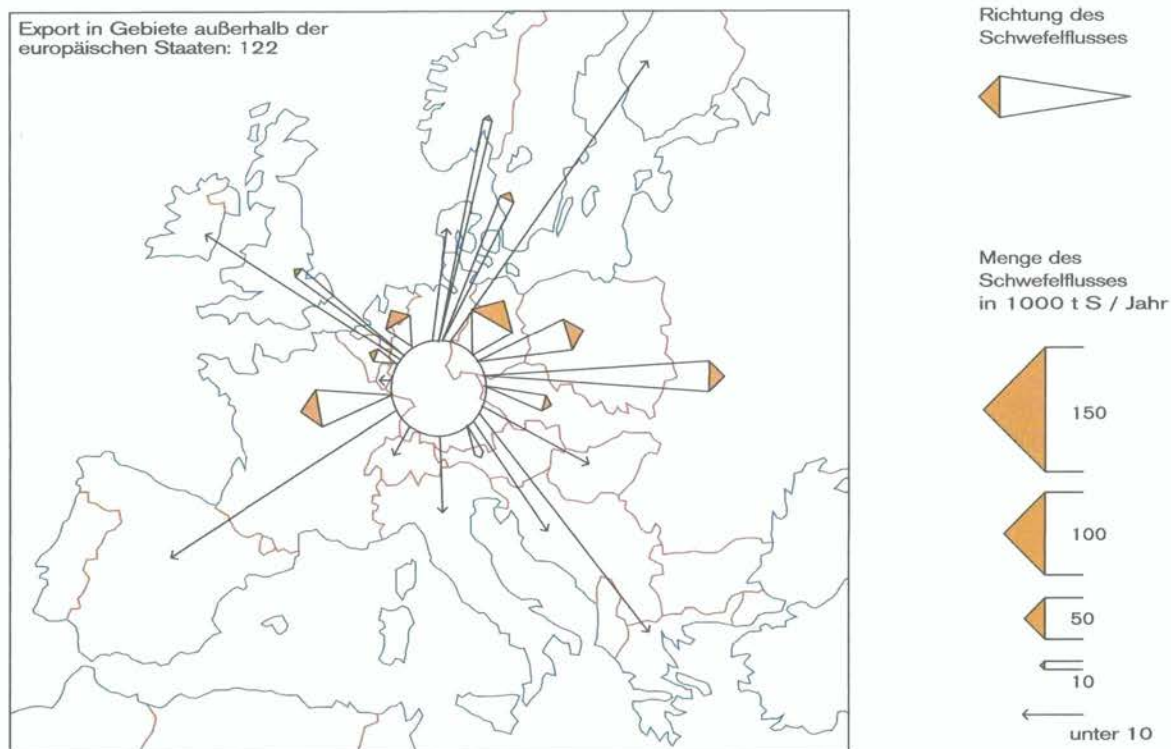 Export in Gebiete außerhalb der
europäischen Staaten: 122
Richtung des
Schwefelflusses
Menge des
Schwefelflusses
in 1000 t S / Jahr
150
100
50
10
unter 10